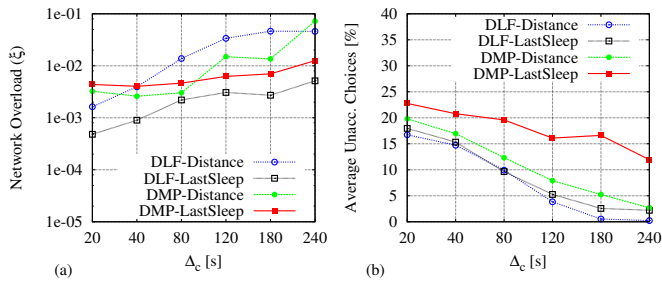 Network Overload (ξ)
1e-01
1e-02
1e-03
1e-04
1e-05
DLF-Distance
DLF-LastSleep
DMP-Distance
DMP-LastSleep
20 40 80 120 180 240
(a)
Δc [s]
Average Unacc. Choices [%]
40
35
30
25
20
15
10
5
0
DLF-Distance
DLF-LastSleep
DMP-Distance
DMP-LastSleep
20 40 80 120 180 240
(b)
Δc [s]